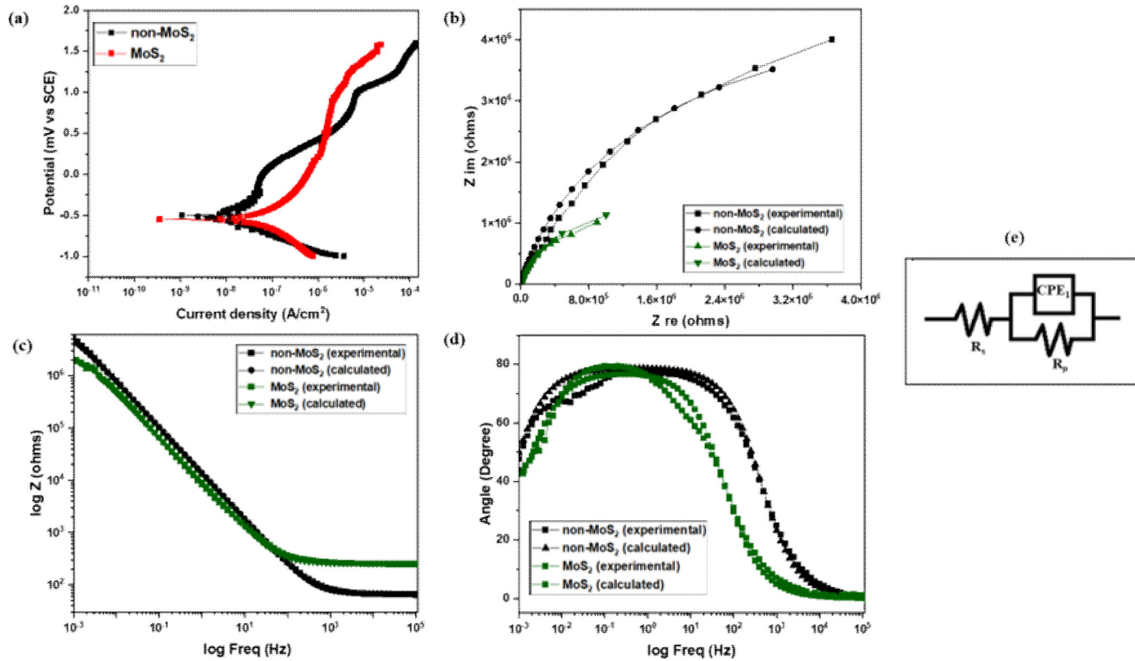 (a)
non-MoS₂
MoS₂
Potential (mV vs SCE)
2.0
1.5
1.0
0.5
0.0
-0.5
-1.0
10⁻¹¹ 10⁻¹⁰ 10⁻⁹ 10⁻⁸ 10⁻⁷ 10⁻⁶ 10⁻⁵ 10⁻⁴
Current density (A/cm²)
(b)
Z im (ohms)
4×10⁶
3×10⁶
2×10⁶
1×10⁶
0
non-MoS₂ (experimental)
non-MoS₂ (calculated)
MoS₂ (experimental)
MoS₂ (calculated)
0.0 8.0×10⁵ 1.6×10⁶ 2.4×10⁶ 3.2×10⁶ 4.0×10⁶
Z re (ohms)
(c)
non-MoS₂ (experimental)
non-MoS₂ (calculated)
MoS₂ (experimental)
MoS₂ (calculated)
log Z (ohms)
10⁶
10⁵
10⁴
10³
10²
10⁻³ 10⁻¹ 10¹ 10³ 10⁵
log Freq (Hz)
(d)
Angle (Degree)
80
60
40
20
0
non-MoS₂ (experimental)
non-MoS₂ (calculated)
MoS₂ (experimental)
MoS₂ (calculated)
10⁻³ 10⁻² 10⁻¹ 10⁰ 10¹ 10² 10³ 10⁴ 10⁵
log Freq (Hz)
(e)
CPE₁
Rₛ
Rₚ